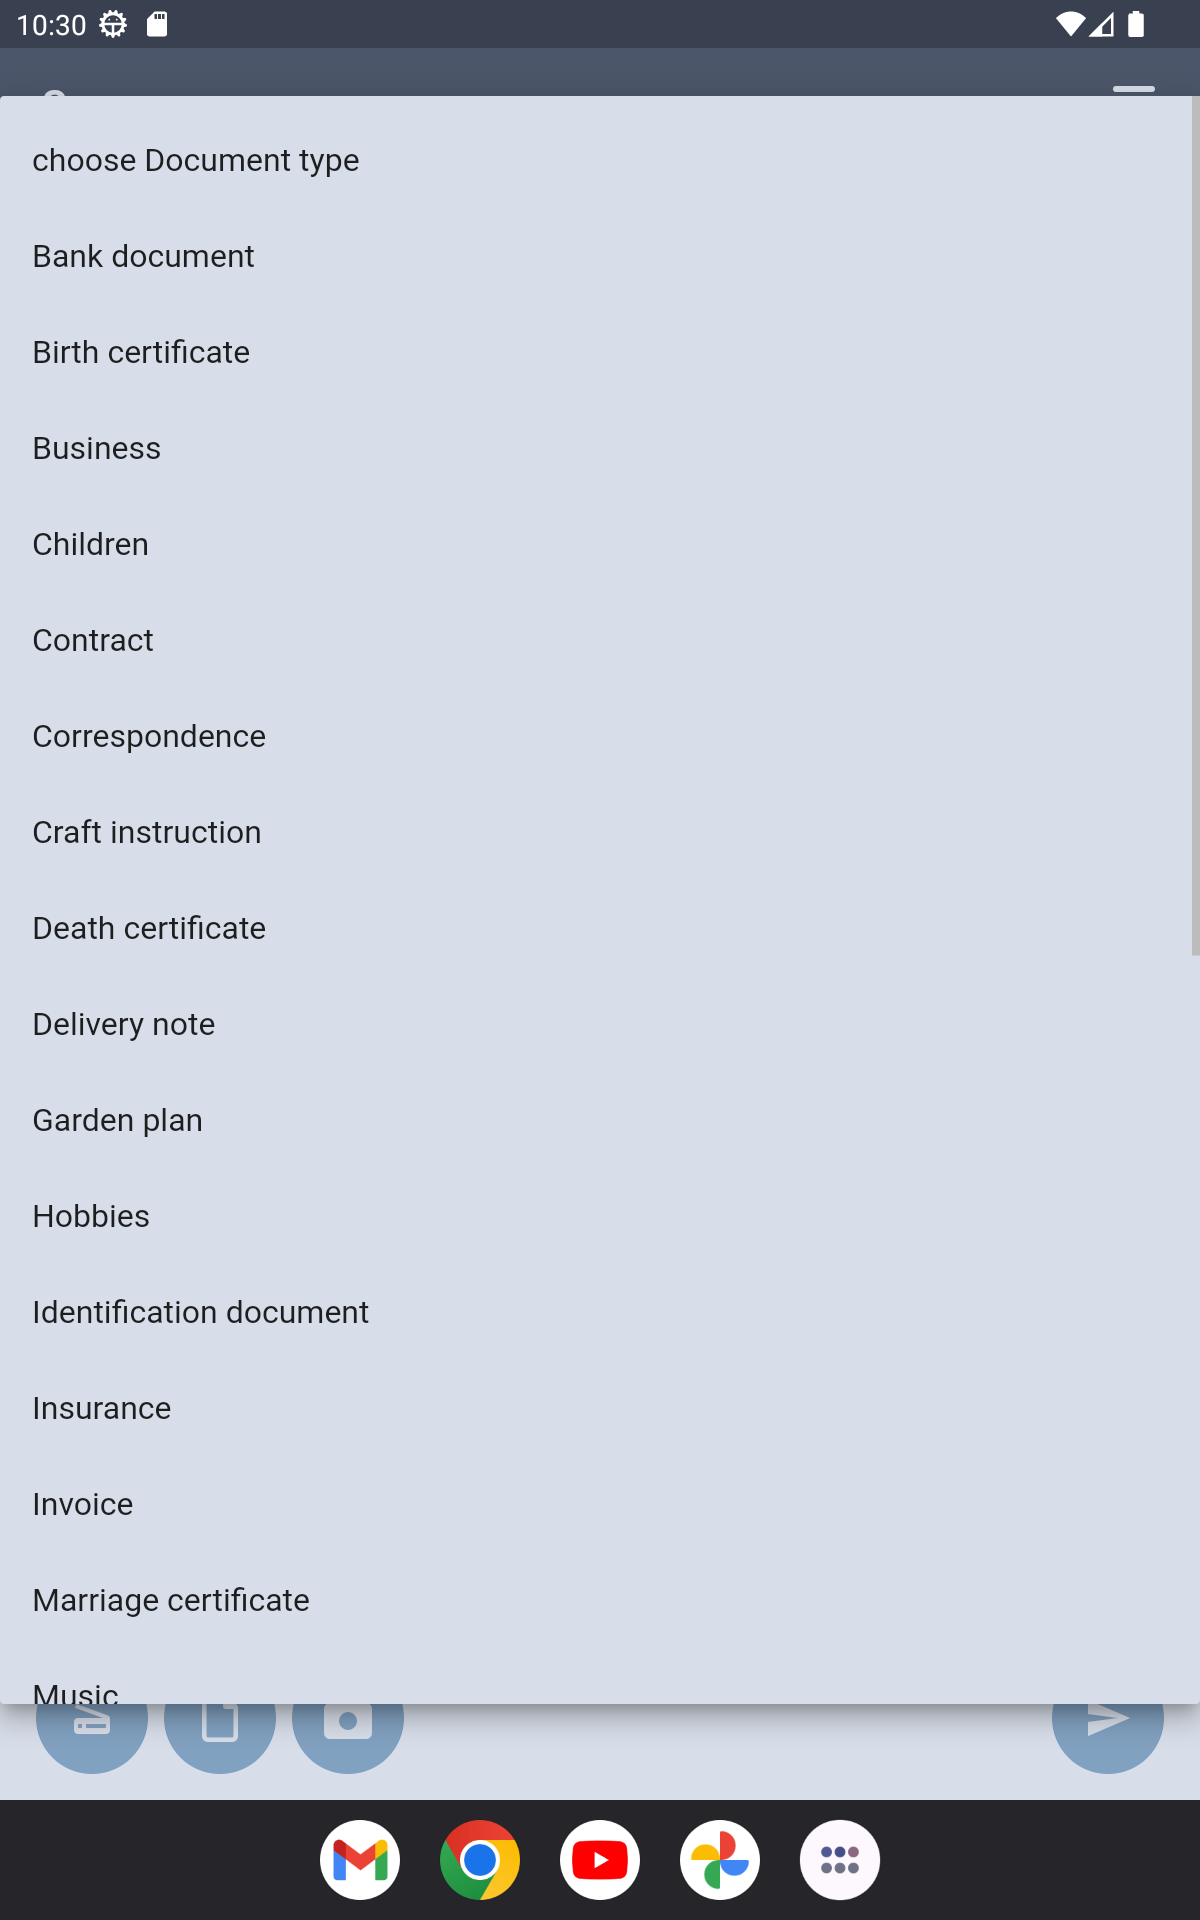 10:30
choose Document type
Bank document
Birth certificate
Business
Children
Contract
Correspondence
Craft instruction
Death certificate
Delivery note
Garden plan
Hobbies
Identification document
Insurance
Invoice
Marriage certificate
Music